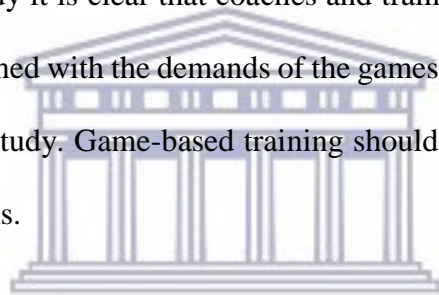 dy it is clear that coaches and train
ned with the demands of the games
tudy. Game-based training should
s.